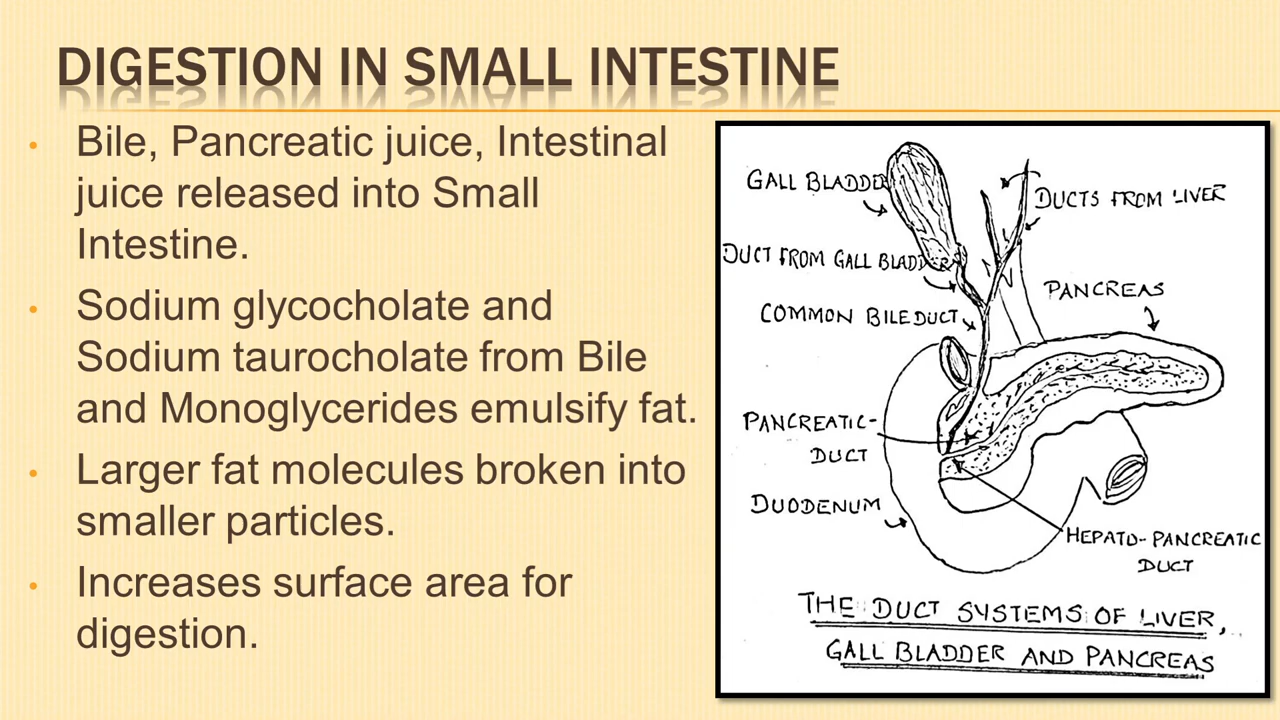 DIGESTION IN SMALL INTESTINE
• Bile, Pancreatic juice, Intestinal
juice released into Small
Intestine.
• Sodium glycocholate and
Sodium taurocholate from Bile
and Monoglycerides emulsify fat.
• Larger fat molecules broken into
smaller particles.
• Increases surface area for
digestion.
GALL BLADDER
DUCTS FROM LIVER
DUCT FROM GALL BLADDER
PANCREAS
COMMON BILE DUCT
PANCREATIC-
DUCT
DUODENUM
HEPATO-PANCREATIC
DUCT
THE DUCT SYSTEMS OF LIVER,
GALL BLADDER AND PANCREAS